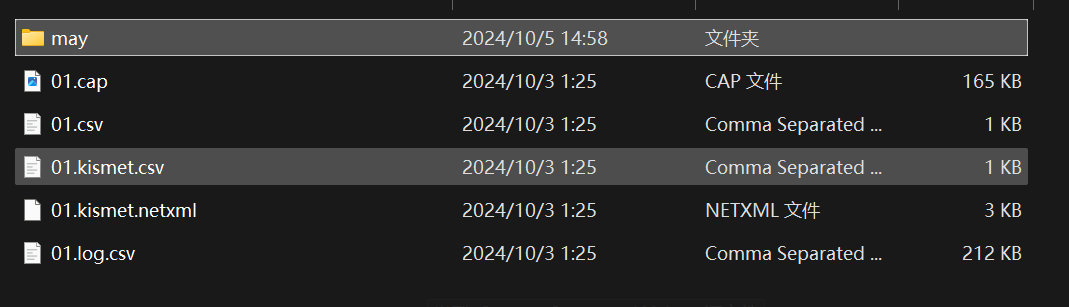 may 2024/10/5 14:58 文件夹
01.cap 2024/10/3 1:25 CAP 文件 165 KB
01.csv 2024/10/3 1:25 Comma Separated ... 1 KB
01.kismet.csv 2024/10/3 1:25 Comma Separated ... 1 KB
01.kismet.netxml 2024/10/3 1:25 NETXML 文件 3 KB
01.log.csv 2024/10/3 1:25 Comma Separated ... 212 KB